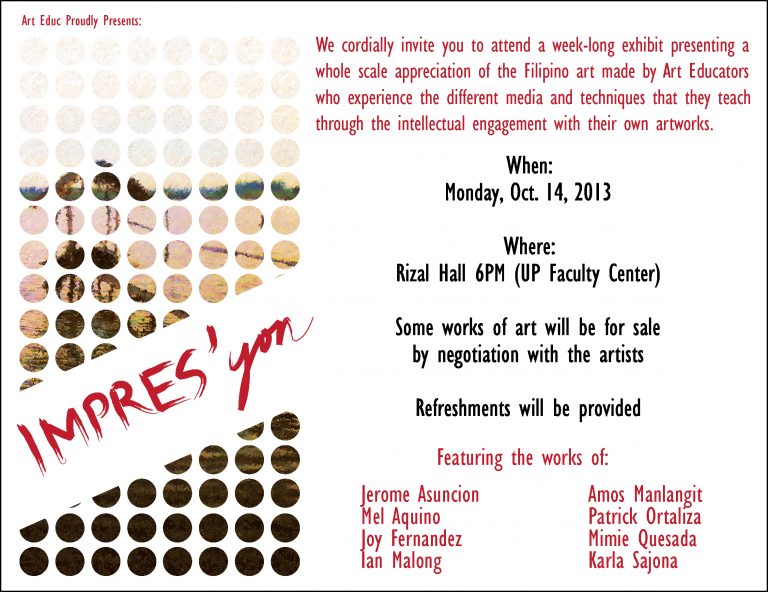 Art Educ Proudly Presents:
We cordially invite you to attend a week-long exhibit presenting a
whole scale appreciation of the Filipino art made by Art Educators
who experience the different media and techniques that they teach
through the intellectual engagement with their own artworks.
When:
Monday, Oct. 14, 2013
Where:
Rizal Hall 6PM (UP Faculty Center)
Some works of art will be for sale
by negotiation with the artists
Refreshments will be provided
IMPRES'yon
Featuring the works of:
Jerome Asuncion
Mel Aquino
Joy Fernandez
Ian Malong
Amos Manlangit
Patrick Ortaliza
Mimie Quesada
Karla Sajona